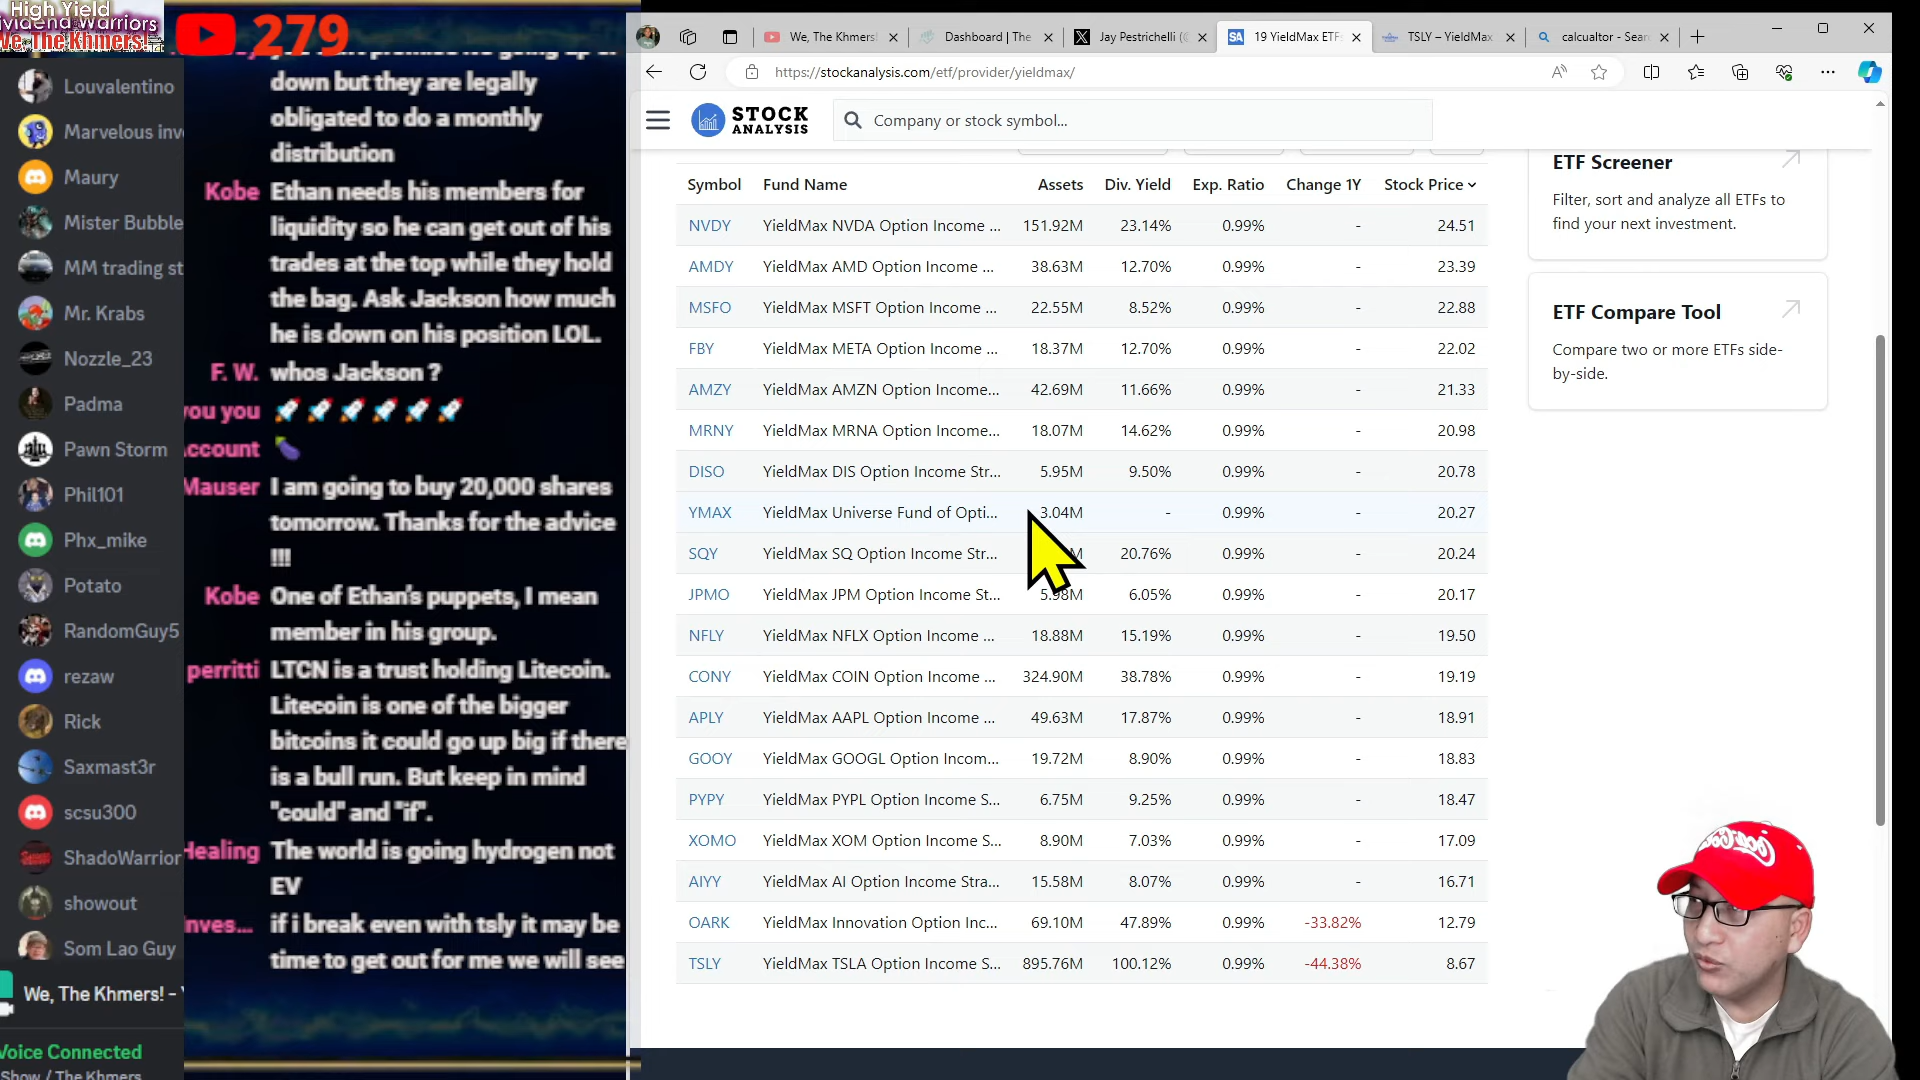 High Yield
ividend Warriors
We, The Khmers!
279
Louvalentino
Marvelous inv
Maury
Mister Bubble
MM trading st
Mr. Krabs
Nozzle_23
Padma
Pawn Storm
Phil101
Phx_mike
Potato
RandomGuy5
rezaw
Rick
Saxmast3r
scsu300
ShadoWarrior
showout
Som Lao Guy
We, The Khmers! -
Voice Connected
Show / The Khmers
down but they are legally
obligated to do a monthly
distribution
Kobe Ethan needs his members for
liquidity so he can get out of his
trades at the top while they hold
the bag. Ask Jackson how much
he is down on his position LOL.
F. W. whos Jackson ?
you you 🚀🚀🚀🚀🚀🚀
ccount 🍆
Mauser I am going to buy 20,000 shares
tomorrow. Thanks for the advice
!!!
Kobe One of Ethan's puppets, I mean
member in his group.
perritti LTCN is a trust holding Litecoin.
Litecoin is one of the bigger
bitcoins it could go up big if there
is a bull run. But keep in mind
"could" and "if".
Healing The world is going hydrogen not
EV
nves... if i break even with tsly it may be
time to get out for me we will see
We, The Khmers!
Dashboard | The
X Jay Pestrichelli (
SA 19 YieldMax ETF
TSLY – YieldMax
calcualtor - Sear
https://stockanalysis.com/etf/provider/yieldmax/
STOCK
ANALYSIS
Company or stock symbol...
Symbol Fund Name Assets Div. Yield Exp. Ratio Change 1Y Stock Price
NVDY YieldMax NVDA Option Income ... 151.92M 23.14% 0.99% - 24.51
AMDY YieldMax AMD Option Income ... 38.63M 12.70% 0.99% - 23.39
MSFO YieldMax MSFT Option Income ... 22.55M 8.52% 0.99% - 22.88
FBY YieldMax META Option Income ... 18.37M 12.70% 0.99% - 22.02
AMZY YieldMax AMZN Option Income... 42.69M 11.66% 0.99% - 21.33
MRNY YieldMax MRNA Option Income... 18.07M 14.62% 0.99% - 20.98
DISO YieldMax DIS Option Income Str... 5.95M 9.50% 0.99% - 20.78
YMAX YieldMax Universe Fund of Opti... 3.04M - 0.99% - 20.27
SQY YieldMax SQ Option Income Str... M 20.76% 0.99% - 20.24
JPMO YieldMax JPM Option Income St... 5.98M 6.05% 0.99% - 20.17
NFLY YieldMax NFLX Option Income ... 18.88M 15.19% 0.99% - 19.50
CONY YieldMax COIN Option Income ... 324.90M 38.78% 0.99% - 19.19
APLY YieldMax AAPL Option Income ... 49.63M 17.87% 0.99% - 18.91
GOOY YieldMax GOOGL Option Incom... 19.72M 8.90% 0.99% - 18.83
PYPY YieldMax PYPL Option Income S... 6.75M 9.25% 0.99% - 18.47
XOMO YieldMax XOM Option Income S... 8.90M 7.03% 0.99% - 17.09
AIYY YieldMax AI Option Income Stra... 15.58M 8.07% 0.99% - 16.71
OARK YieldMax Innovation Option Inc... 69.10M 47.89% 0.99% -33.82% 12.79
TSLY YieldMax TSLA Option Income S... 895.76M 100.12% 0.99% -44.38% 8.67
ETF Screener
Filter, sort and analyze all ETFs to
find your next investment.
ETF Compare Tool
Compare two or more ETFs side-
by-side.
Coca-Cola